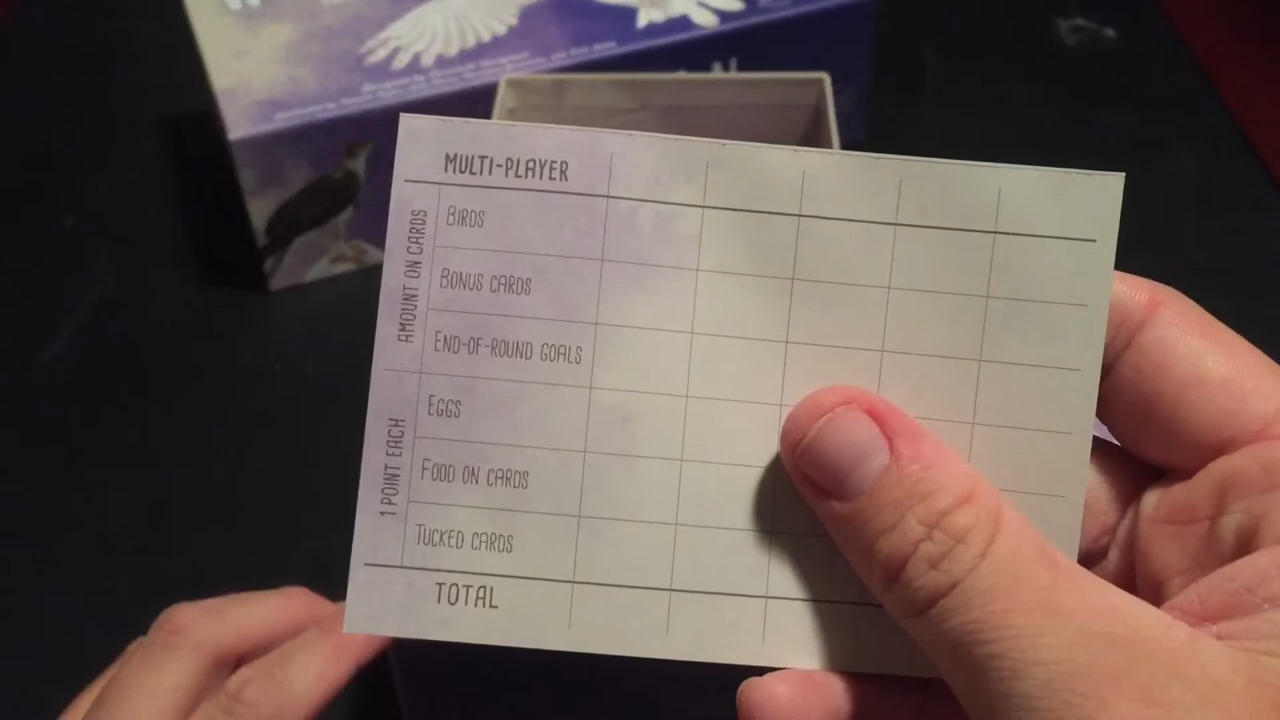 MULTI-PLAYER
AMOUNT ON CARDS
BIRDS
BONUS CARDS
END-OF-ROUND GOALS
1 POINT EACH
EGGS
FOOD ON CARDS
TUCKED CARDS
TOTAL